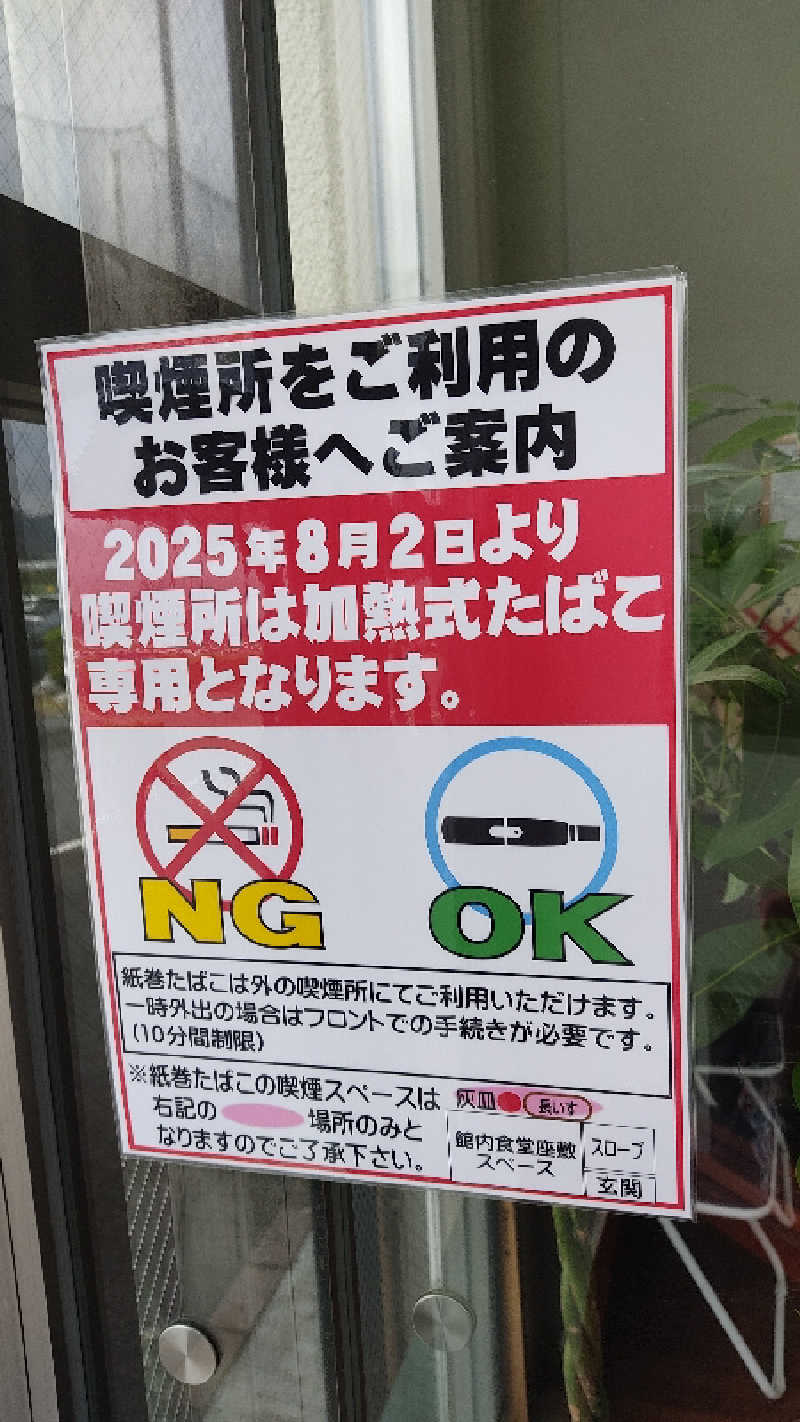 喫煙所をご利用の
お客様へご案内
2025年8月2日より
喫煙所は加熱式たばこ
専用となります。
NG
OK
紙巻たばこは外の喫煙所にてご利用いただけます。
一時外出の場合はフロントでの手続きが必要です。
(10分間制限)
※紙巻たばこの喫煙スペースは
右記の 場所のみと
なりますのでご了承下さい。
灰皿
長いす
館内食堂座敷
スペース
スロープ
玄関